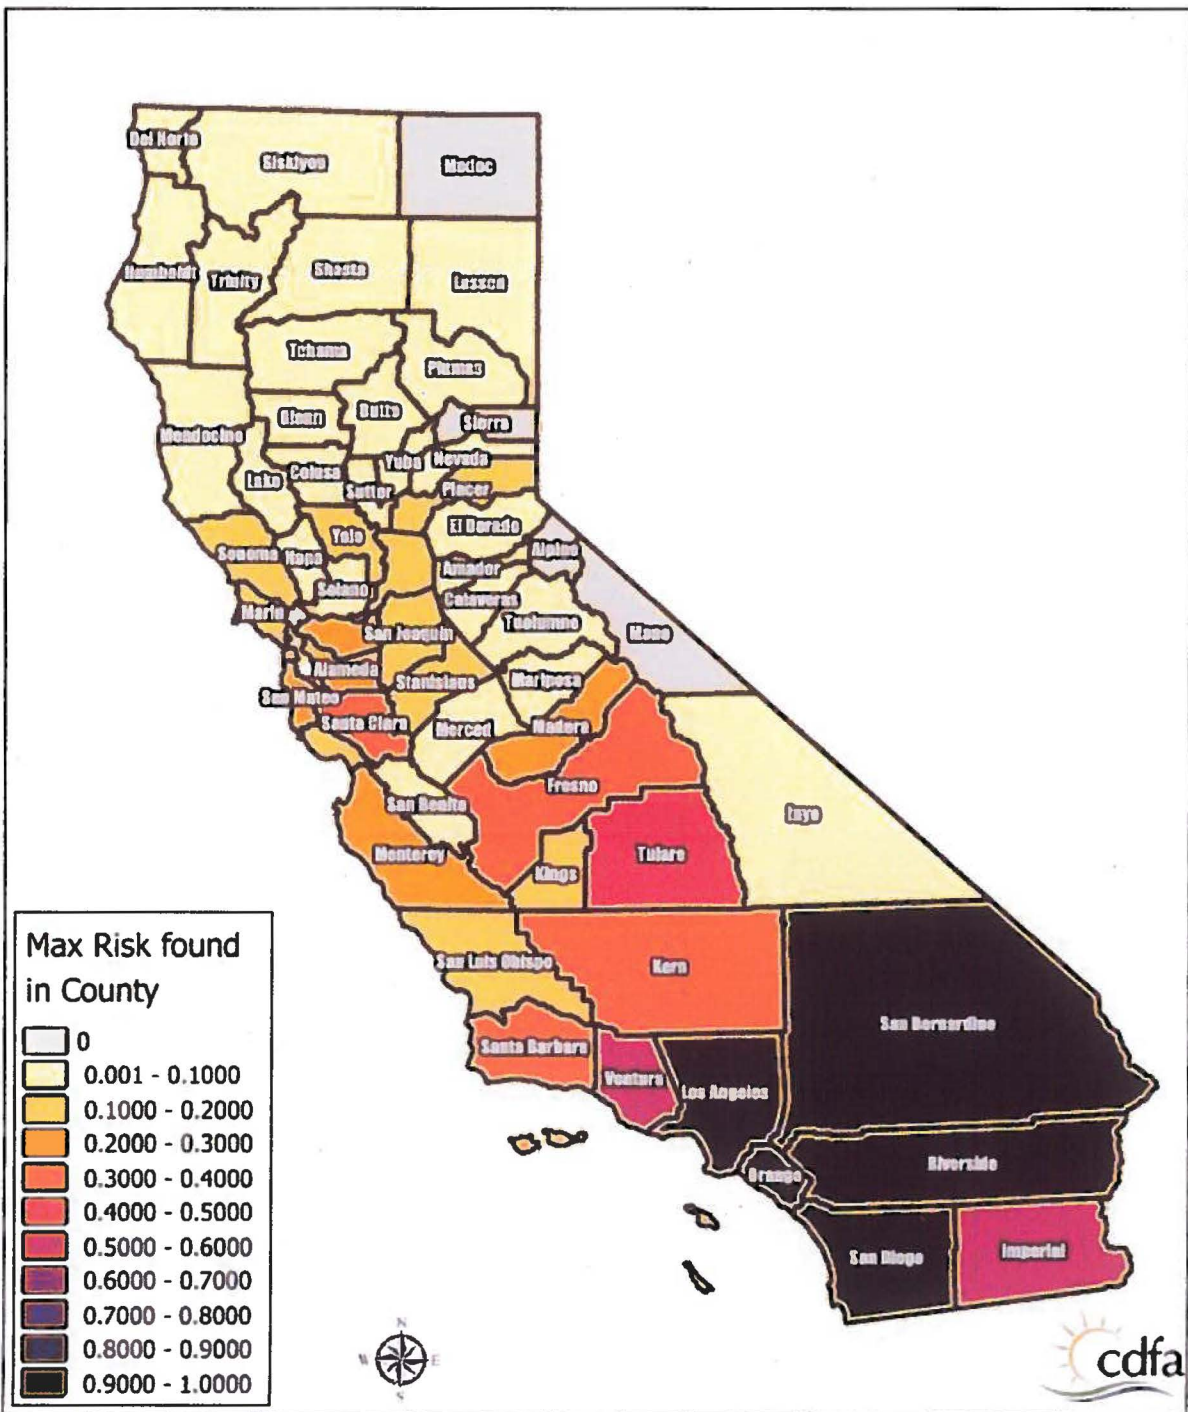 Del Norte
Siskiyou
Modoc
Humboldt
Trinity
Shasta
Lassen
Tehama
Plumas
Glenn
Butte
Sierra
Mendocino
Lake
Colusa
Sutter
Yuba
Nevada
Placer
El Dorado
Sonoma
Napa
Yolo
Solano
Amador
Alpine
Marin
San Joaquin
Calaveras
Tuolumne
Mono
Alameda
San Mateo
Santa Clara
Stanislaus
Merced
Mariposa
Madera
Fresno
San Benito
Monterey
Kings
Tulare
Inyo
San Luis Obispo
Kern
San Bernardino
Santa Barbara
Ventura
Los Angeles
Orange
Riverside
San Diego
Imperial
Max Risk found
in County
0
0.001 - 0.1000
0.1000 - 0.2000
0.2000 - 0.3000
0.3000 - 0.4000
0.4000 - 0.5000
0.5000 - 0.6000
0.6000 - 0.7000
0.7000 - 0.8000
0.8000 - 0.9000
0.9000 - 1.0000
N
W E
S
cdfa